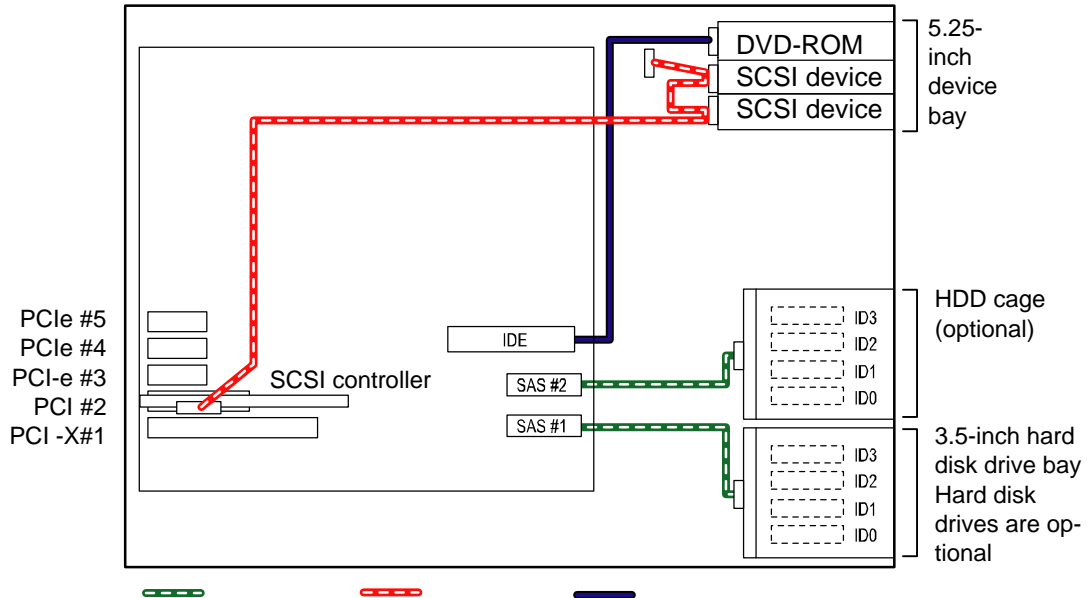 DVD-ROM
SCSI device
SCSI device
5.25-
inch
device
bay
PCIe #5
PCIe #4
PCI-e #3
PCI #2
PCI -X#1
SCSI controller
IDE
SAS #2
SAS #1
ID3
ID2
ID1
ID0
HDD cage
(optional)
ID3
ID2
ID1
ID0
3.5-inch hard
disk drive bay
Hard disk
drives are op-
tional